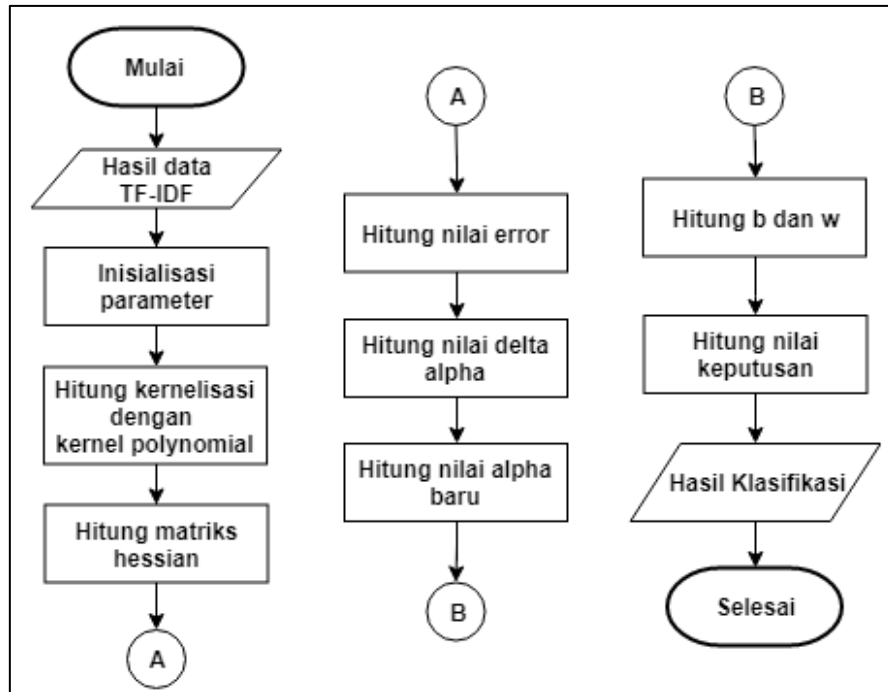 Mulai
Hasil data
TF-IDF
Inisialisasi
parameter
Hitung kernelisasi
dengan
kernel polynomial
Hitung matriks
hessian
A
A
Hitung nilai error
Hitung nilai delta
alpha
Hitung nilai alpha
baru
B
B
Hitung b dan w
Hitung nilai
keputusan
Hasil Klasifikasi
Selesai